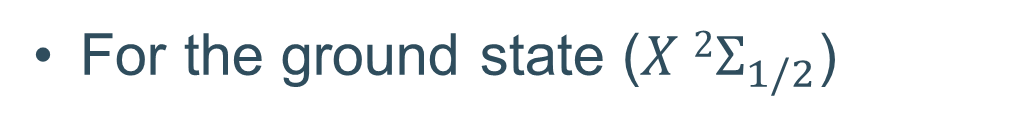 • For the ground state (X ²Σ₁/₂)